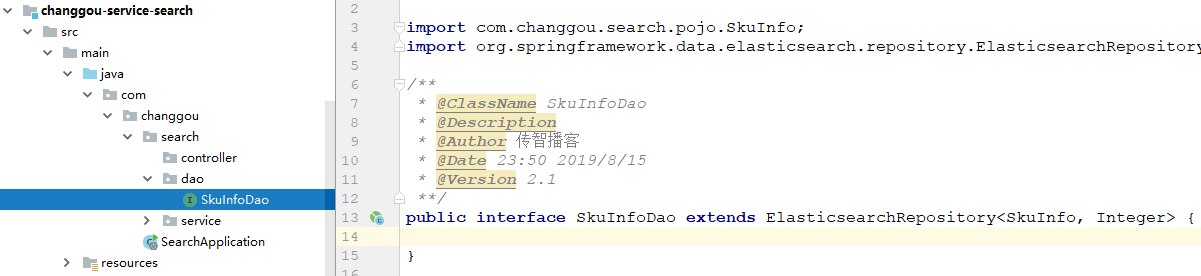 changgou-service-search
src
main
java
com
changgou
search
controller
dao
SkuInfoDao
service
SearchApplication
resources
2
3 import com.changgou.search.pojo.SkuInfo;
4 import org.springframework.data.elasticsearch.repository.ElasticsearchRepository
5
6 /**
7 * @ClassName SkuInfoDao
8 * @Description
9 * @Author 传智播客
10 * @Date 23:50 2019/8/15
11 * @Version 2.1
12 **/
13 public interface SkuInfoDao extends ElasticsearchRepository<SkuInfo, Integer> {
14
15 }
16